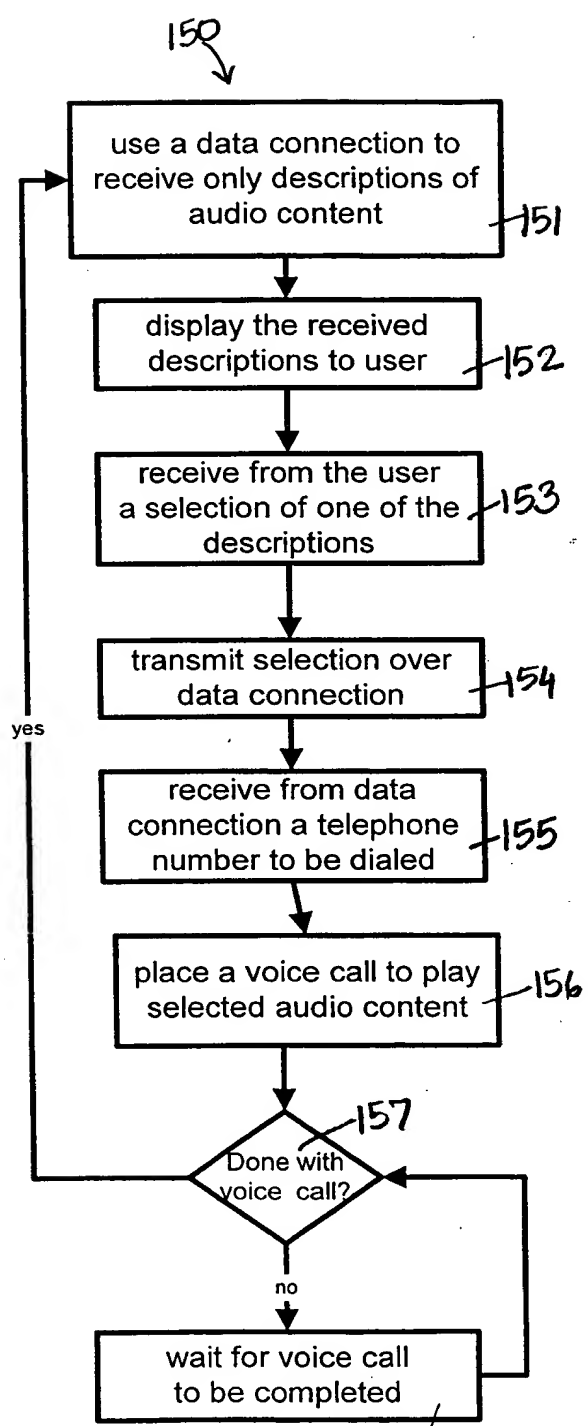 150
use a data connection to
receive only descriptions of
audio content
151
display the received
descriptions to user
152
receive from the user
a selection of one of the
descriptions
153
transmit selection over
data connection
154
yes
receive from data
connection a telephone
number to be dialed
155
place a voice call to play
selected audio content
156
157
Done with
voice call?
no
wait for voice call
to be completed